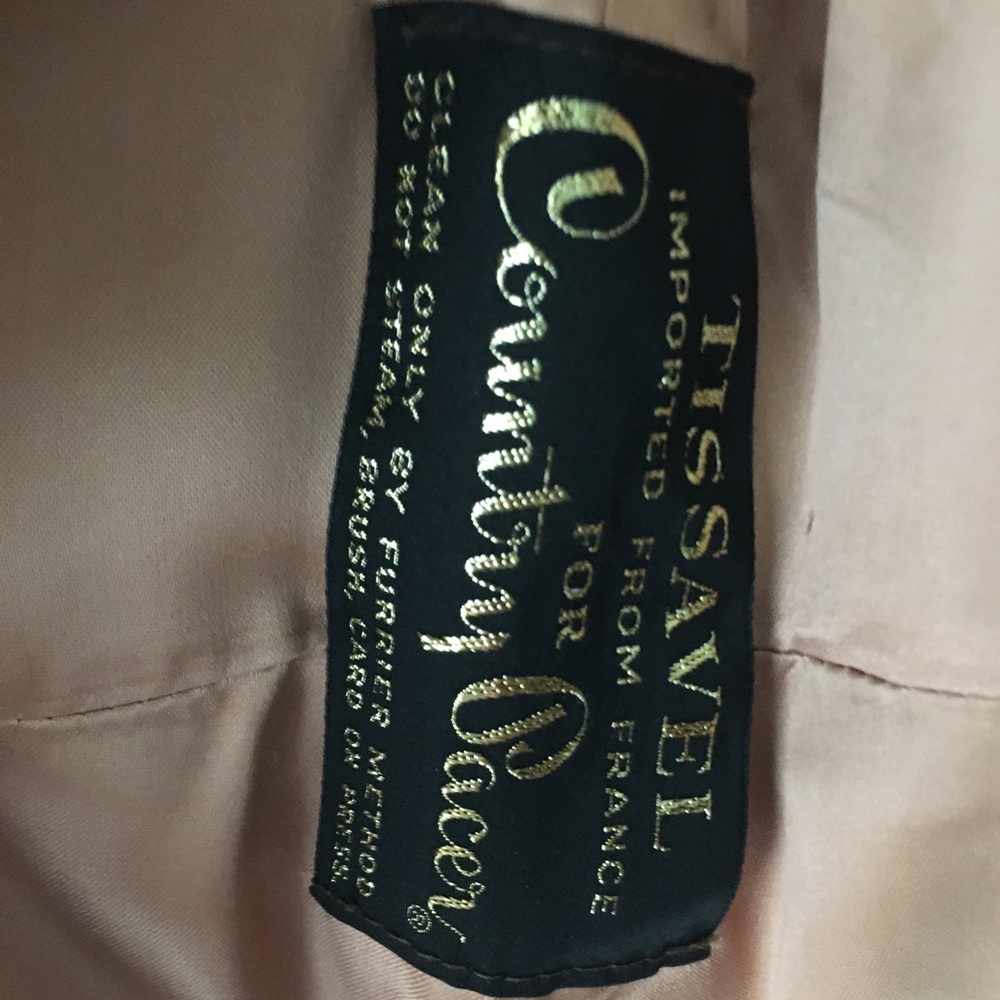 TISSAVEL
IMPORTED FROM FRANCE
FOR
Country Pacer®
CLEAN ONLY BY FURRIER METHOD
DO NOT STEAM, BRUSH, CARD OR PRESS.